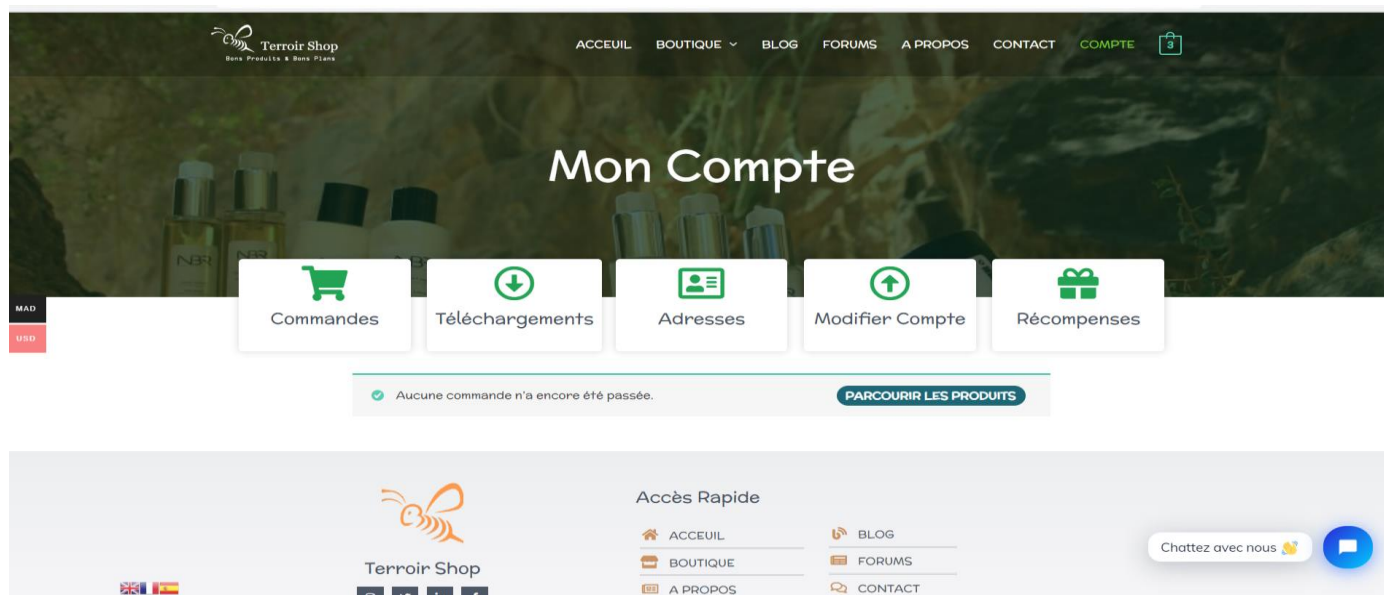 Terroir Shop
Bons Produits & Bons Plans
ACCEUIL BOUTIQUE BLOG FORUMS A PROPOS CONTACT COMPTE 3
Mon Compte
NBR NBR
Commandes Téléchargements Adresses Modifier Compte Récompenses
MAD
USD
Aucune commande n'a encore été passée. PARCOURIR LES PRODUITS
Terroir Shop
Accès Rapide
ACCEUIL BLOG
BOUTIQUE FORUMS
A PROPOS CONTACT
Chattez avec nous 👋